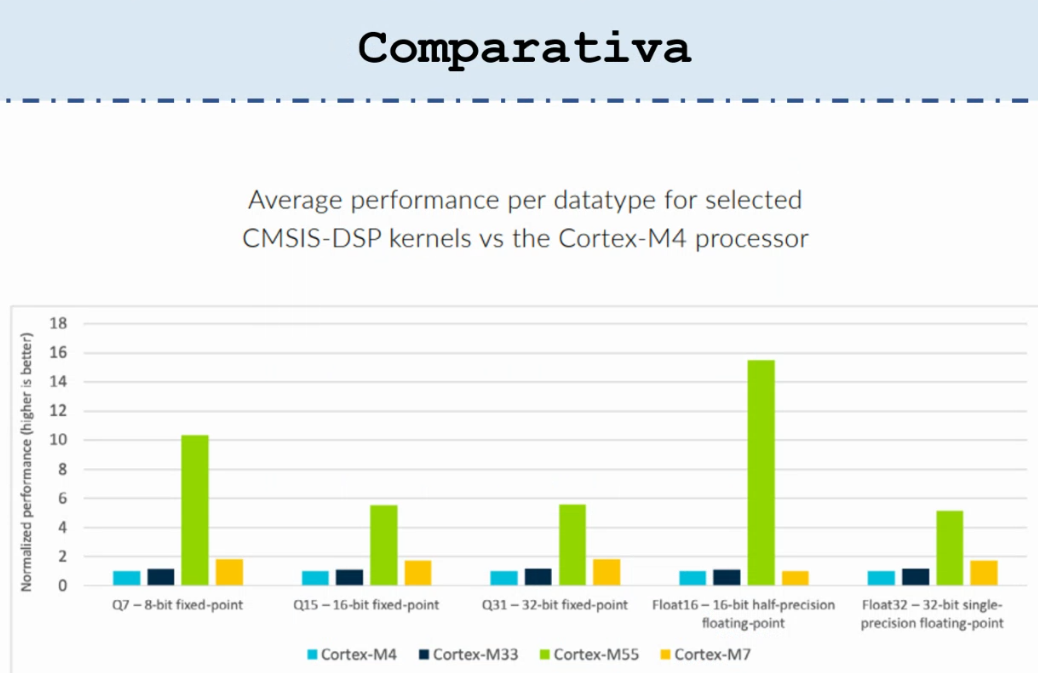 Comparativa
Average performance per datatype for selected
CMSIS-DSP kernels vs the Cortex-M4 processor
Normalized performance (higher is better)
18
16
14
12
10
8
6
4
2
0
Q7 – 8-bit fixed-point
Q15 – 16-bit fixed-point
Q31 – 32-bit fixed-point
Float16 – 16-bit half-precision
floating-point
Float32 – 32-bit single-
precision floating-point
Cortex-M4 Cortex-M33 Cortex-M55 Cortex-M7